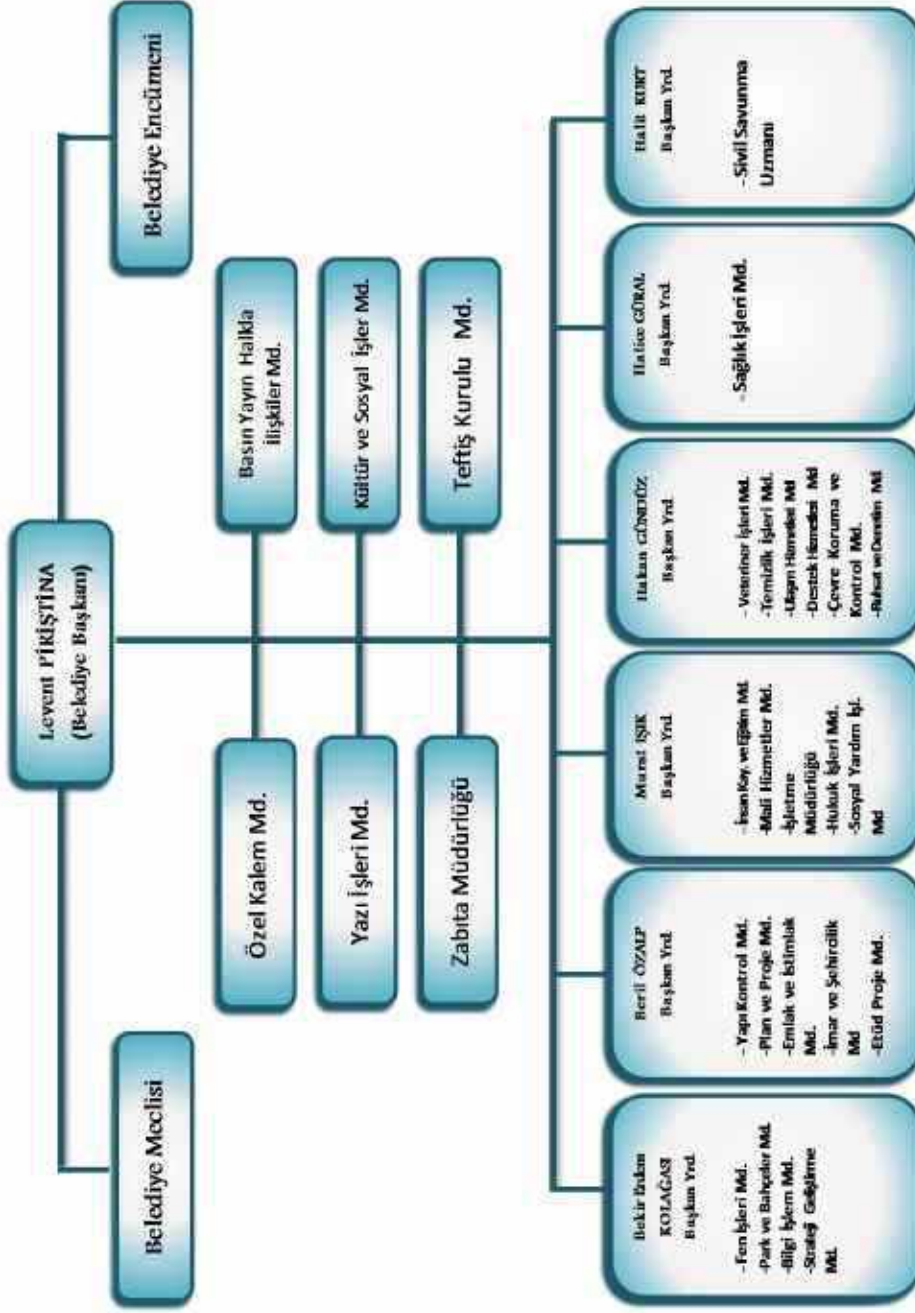 Levent PİRİŞTİNA
(Belediye Başkanı)
Belediye Meclisi
Belediye Encümeni
Özel Kalem Md.
Basın Yayın Halkla
İlişkiler Md.
Yazı İşleri Md.
Kültür ve Sosyal İşler Md.
Zabıta Müdürlüğü
Teftiş Kurulu Md.
Bekir Erdem
KOLAĞASI
Başkan Yrd.
- Fen İşleri Md.
-Park ve Bahçeler Md.
-Bilgi İşlem Md.
-Strateji Geliştirme
Md.
Beril ÖZALP
Başkan Yrd.
- Yapı Kontrol Md.
-Plan ve Proje Md.
-Emlak ve İstimlak
Md.
-İmar ve Şehircilik
Md
-Etüd Proje Md.
Murat IŞIK
Başkan Yrd.
-İnsan Kay. ve Eğitim Md.
-Mali Hizmetler Md.
-İşletme
Müdürlüğü
-Hukuk İşleri Md.
-Sosyal Yardım İşl.
Md
Hakan GÜNDÜZ
Başkan Yrd.
- Veteriner İşleri Md.
-Temizlik İşleri Md.
-Ulaşım Hizmetleri Md
-Destek Hizmetleri Md
-Çevre Koruma ve
Kontrol Md.
-Ruhsat ve Denetim Md
Hatice GÜRAL
Başkan Yrd.
-Sağlık İşleri Md.
Halit KURT
Başkan Yrd.
-Sivil Savunma
Uzmanı